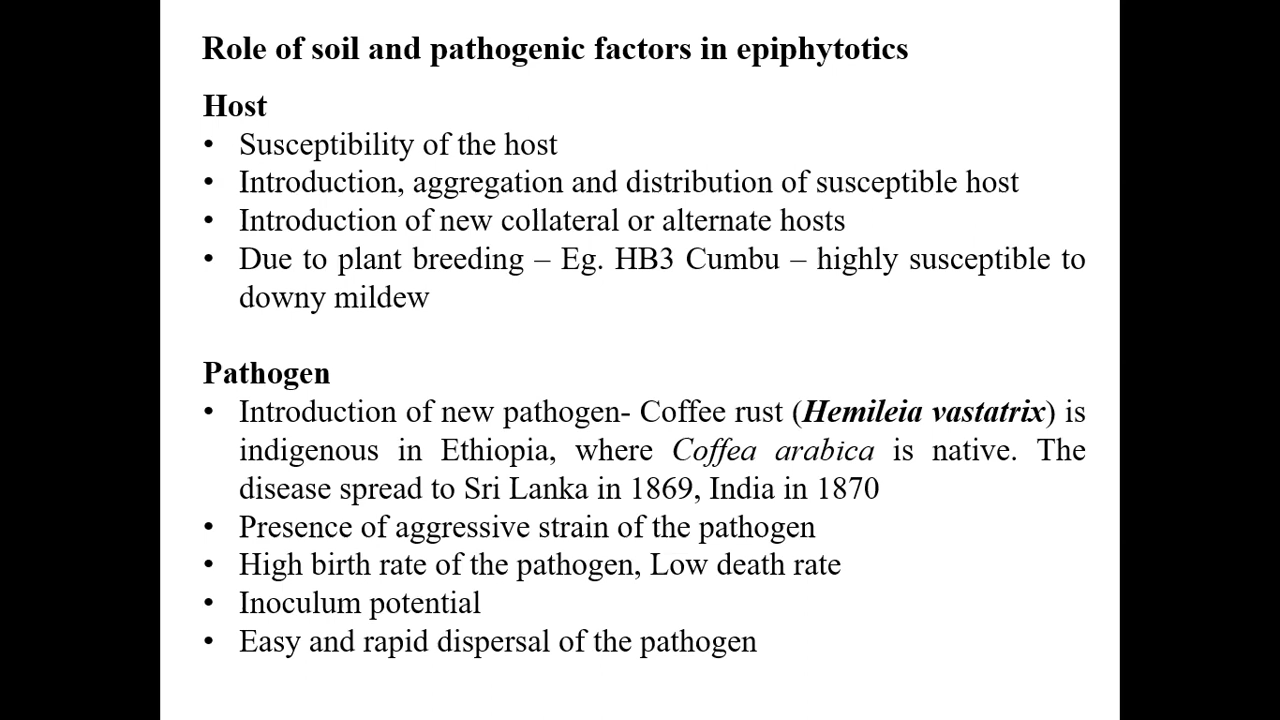 Role of soil and pathogenic factors in epiphytotics
Host
• Susceptibility of the host
• Introduction, aggregation and distribution of susceptible host
• Introduction of new collateral or alternate hosts
• Due to plant breeding – Eg. HB3 Cumbu – highly susceptible to
downy mildew
Pathogen
• Introduction of new pathogen- Coffee rust (Hemileia vastatrix) is
indigenous in Ethiopia, where Coffea arabica is native. The
disease spread to Sri Lanka in 1869, India in 1870
• Presence of aggressive strain of the pathogen
• High birth rate of the pathogen, Low death rate
• Inoculum potential
• Easy and rapid dispersal of the pathogen